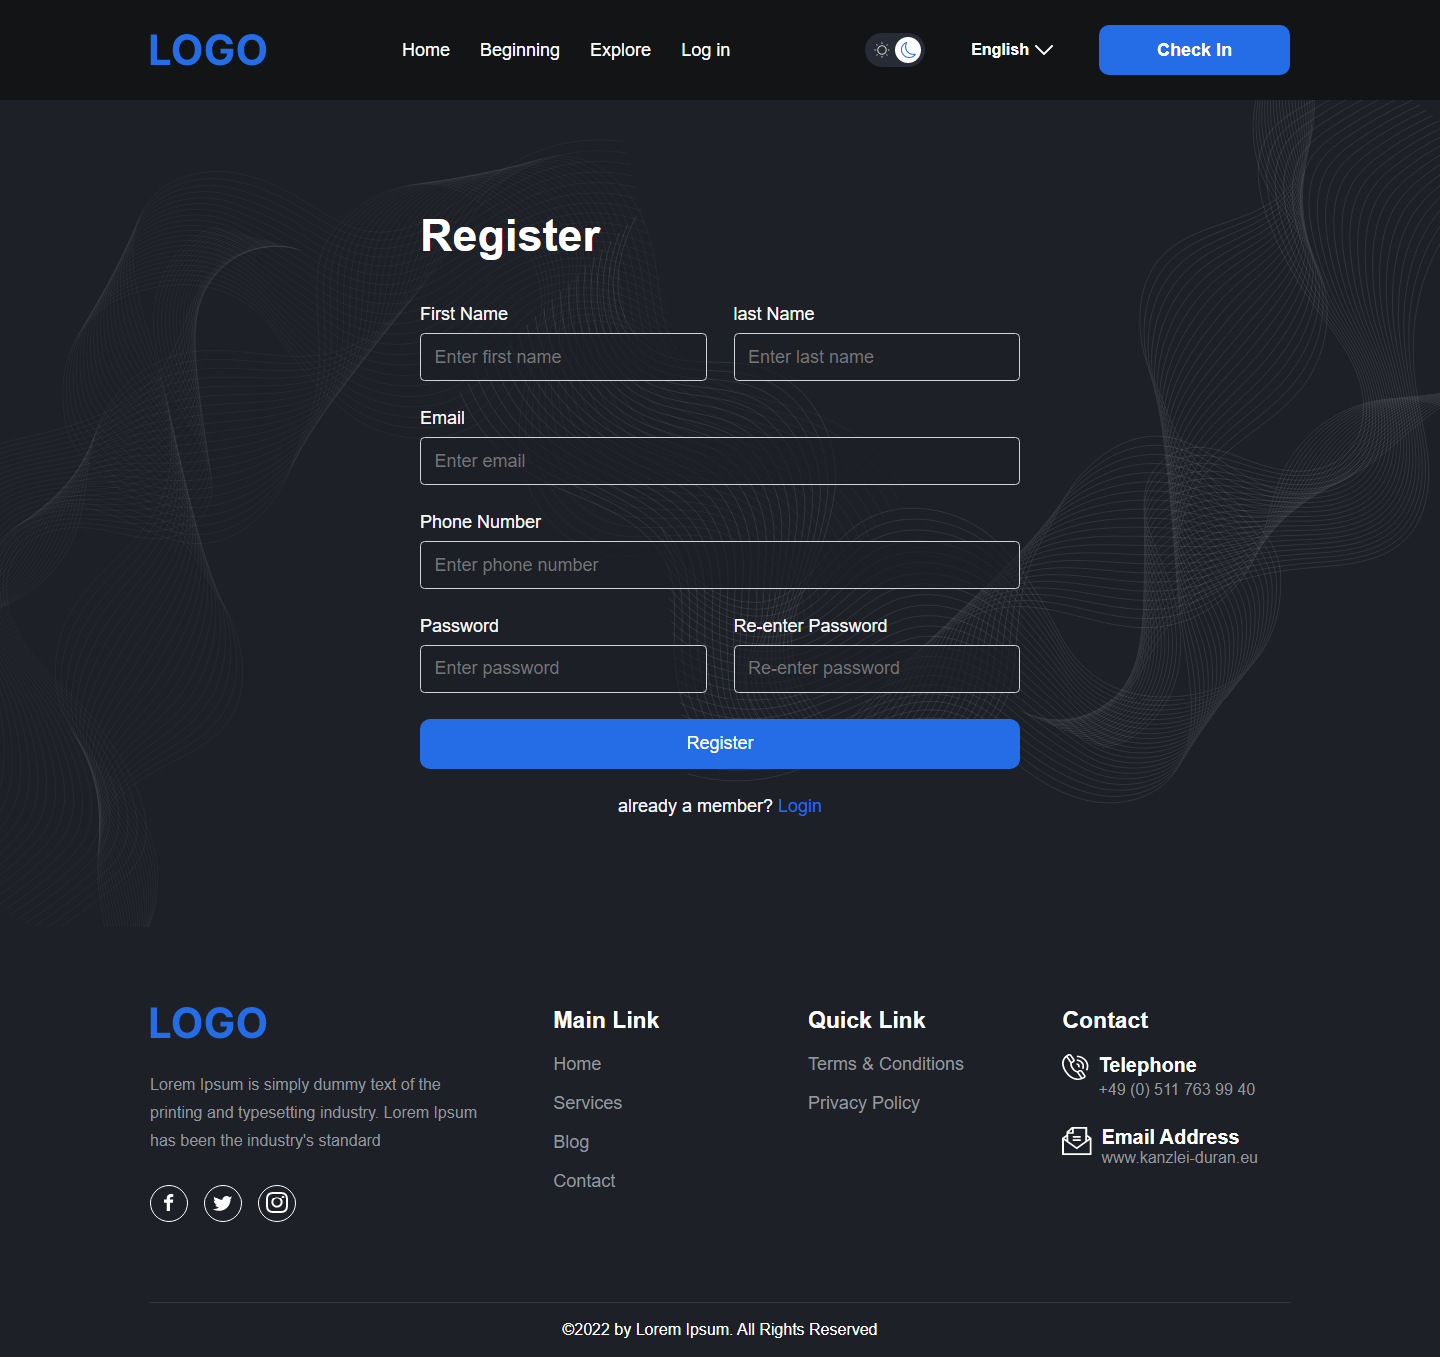 LOGO
Home Beginning Explore Log in English Check In
Register
First Name last Name
Enter first name Enter last name
Email
Enter email
Phone Number
Enter phone number
Password Re-enter Password
Enter password Re-enter password
Register
already a member? Login
LOGO
Lorem Ipsum is simply dummy text of the
printing and typesetting industry. Lorem Ipsum
has been the industry's standard
Main Link
Home
Services
Blog
Contact
Quick Link
Terms & Conditions
Privacy Policy
Contact
Telephone
+49 (0) 511 763 99 40
Email Address
www.kanzlei-duran.eu
©2022 by Lorem Ipsum. All Rights Reserved